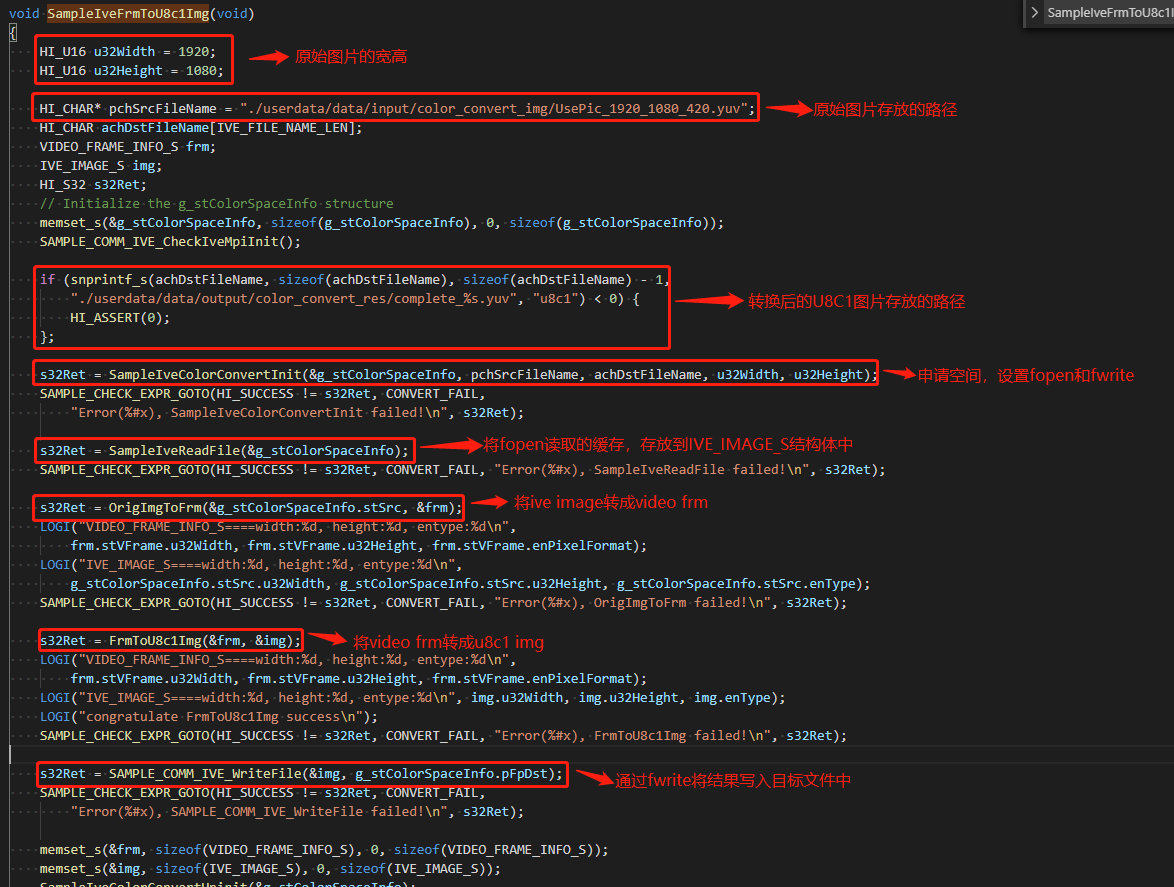 void SampleIveFrmToU8c1Img(void)
SampleIveFrmToU8c1I
{
HI_U16 u32Width = 1920;
HI_U16 u32Height = 1080;
原始图片的宽高
HI_CHAR* pchSrcFileName = "./userdata/data/input/color_convert_img/UsePic_1920_1080_420.yuv";
原始图片存放的路径
HI_CHAR achDstFileName[IVE_FILE_NAME_LEN];
VIDEO_FRAME_INFO_S frm;
IVE_IMAGE_S img;
HI_S32 s32Ret;
// Initialize the g_stColorSpaceInfo structure
memset_s(&g_stColorSpaceInfo, sizeof(g_stColorSpaceInfo), 0, sizeof(g_stColorSpaceInfo));
SAMPLE_COMM_IVE_CheckIveMpiInit();
if (snprintf_s(achDstFileName, sizeof(achDstFileName), sizeof(achDstFileName) - 1,
"./userdata/data/output/color_convert_res/complete_%s.yuv", "u8c1") < 0) {
转换后的U8C1图片存放的路径
HI_ASSERT(0);
};
s32Ret = SampleIveColorConvertInit(&g_stColorSpaceInfo, pchSrcFileName, achDstFileName, u32Width, u32Height);
申请空间，设置fopen和fwrite
SAMPLE_CHECK_EXPR_GOTO(HI_SUCCESS != s32Ret, CONVERT_FAIL,
"Error(%#x), SampleIveColorConvertInit failed!\n", s32Ret);
s32Ret = SampleIveReadFile(&g_stColorSpaceInfo);
将fopen读取的缓存，存放到IVE_IMAGE_S结构体中
SAMPLE_CHECK_EXPR_GOTO(HI_SUCCESS != s32Ret, CONVERT_FAIL, "Error(%#x), SampleIveReadFile failed!\n", s32Ret);
s32Ret = OrigImgToFrm(&g_stColorSpaceInfo.stSrc, &frm);
将ive image转成video frm
LOGI("VIDEO_FRAME_INFO_S====width:%d, height:%d, entype:%d\n",
frm.stVFrame.u32Width, frm.stVFrame.u32Height, frm.stVFrame.enPixelFormat);
LOGI("IVE_IMAGE_S====width:%d, height:%d, entype:%d\n",
g_stColorSpaceInfo.stSrc.u32Width, g_stColorSpaceInfo.stSrc.u32Height, g_stColorSpaceInfo.stSrc.enType);
SAMPLE_CHECK_EXPR_GOTO(HI_SUCCESS != s32Ret, CONVERT_FAIL, "Error(%#x), OrigImgToFrm failed!\n", s32Ret);
s32Ret = FrmToU8c1Img(&frm, &img);
将video frm转成u8c1 img
LOGI("VIDEO_FRAME_INFO_S====width:%d, height:%d, entype:%d\n",
frm.stVFrame.u32Width, frm.stVFrame.u32Height, frm.stVFrame.enPixelFormat);
LOGI("IVE_IMAGE_S====width:%d, height:%d, entype:%d\n", img.u32Width, img.u32Height, img.enType);
LOGI("congratulate FrmToU8c1Img success\n");
SAMPLE_CHECK_EXPR_GOTO(HI_SUCCESS != s32Ret, CONVERT_FAIL, "Error(%#x), FrmToU8c1Img failed!\n", s32Ret);
s32Ret = SAMPLE_COMM_IVE_WriteFile(&img, g_stColorSpaceInfo.pFpDst);
通过fwrite将结果写入目标文件中
SAMPLE_CHECK_EXPR_GOTO(HI_SUCCESS != s32Ret, CONVERT_FAIL,
"Error(%#x), SAMPLE_COMM_IVE_WriteFile failed!\n", s32Ret);
memset_s(&frm, sizeof(VIDEO_FRAME_INFO_S), 0, sizeof(VIDEO_FRAME_INFO_S));
memset_s(&img, sizeof(IVE_IMAGE_S), 0, sizeof(IVE_IMAGE_S));